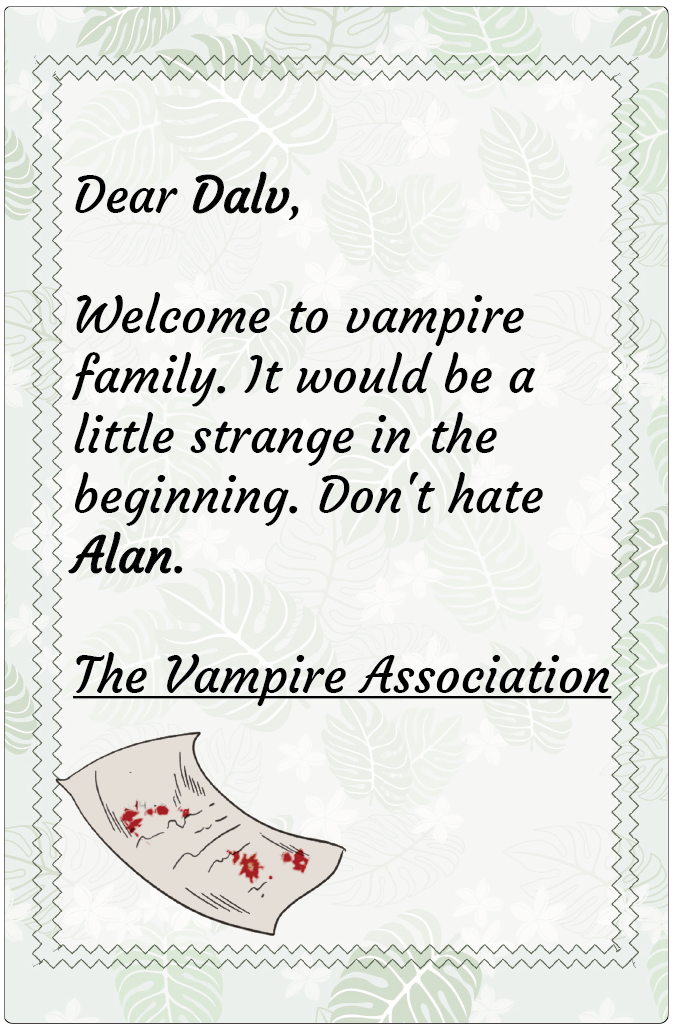 Dear Dalv,
Welcome to vampire
family. It would be a
little strange in the
beginning. Don't hate
Alan.
The Vampire Association